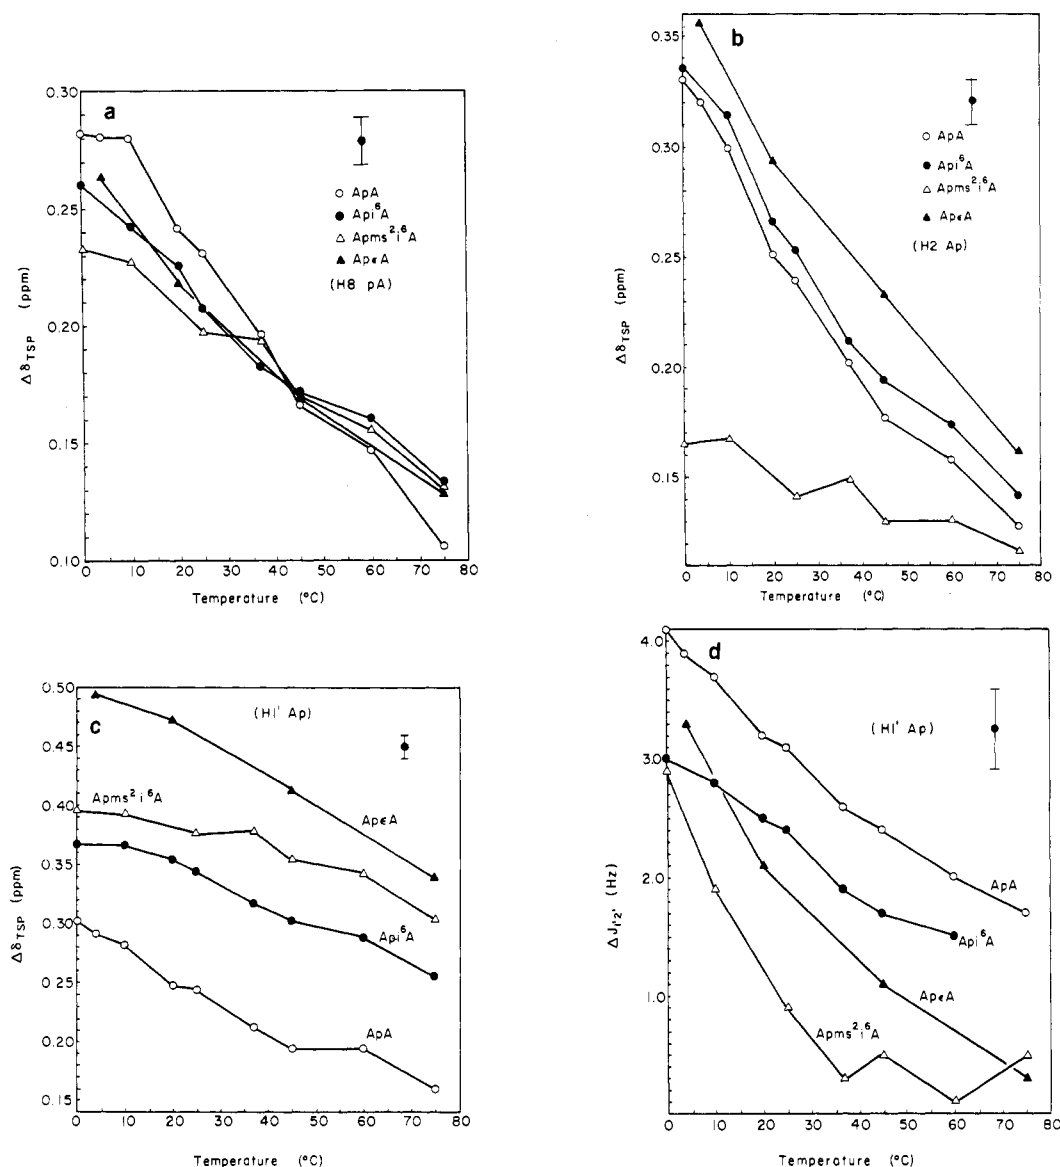 a
0.30
0.25
0.20
0.15
0.10
Δδ_TSP (ppm)
○ ApA
● Api⁶A
△ Apms²,i⁶A
▲ ApεA
(H8 pA)
0 10 20 30 40 50 60 70 80
Temperature (°C)
b
0.35
0.30
0.25
0.20
0.15
Δδ_TSP (ppm)
○ ApA
● Api⁶A
△ Apms²,i⁶A
▲ ApεA
(H2 Ap)
0 10 20 30 40 50 60 70 80
Temperature (°C)
c
0.50
0.45
0.40
0.35
0.30
0.25
0.20
0.15
Δδ_TSP (ppm)
(H1' Ap)
ApεA
Apms²i⁶A
Api⁶A
ApA
0 10 20 30 40 50 60 70 80
Temperature (°C)
d
4.0
3.0
2.0
1.0
ΔJ₁'₂' (Hz)
(H1' Ap)
ApA
Api⁶A
ApεA
Apms²i⁶A
0 10 20 30 40 50 60 70 80
Temperature (°C)